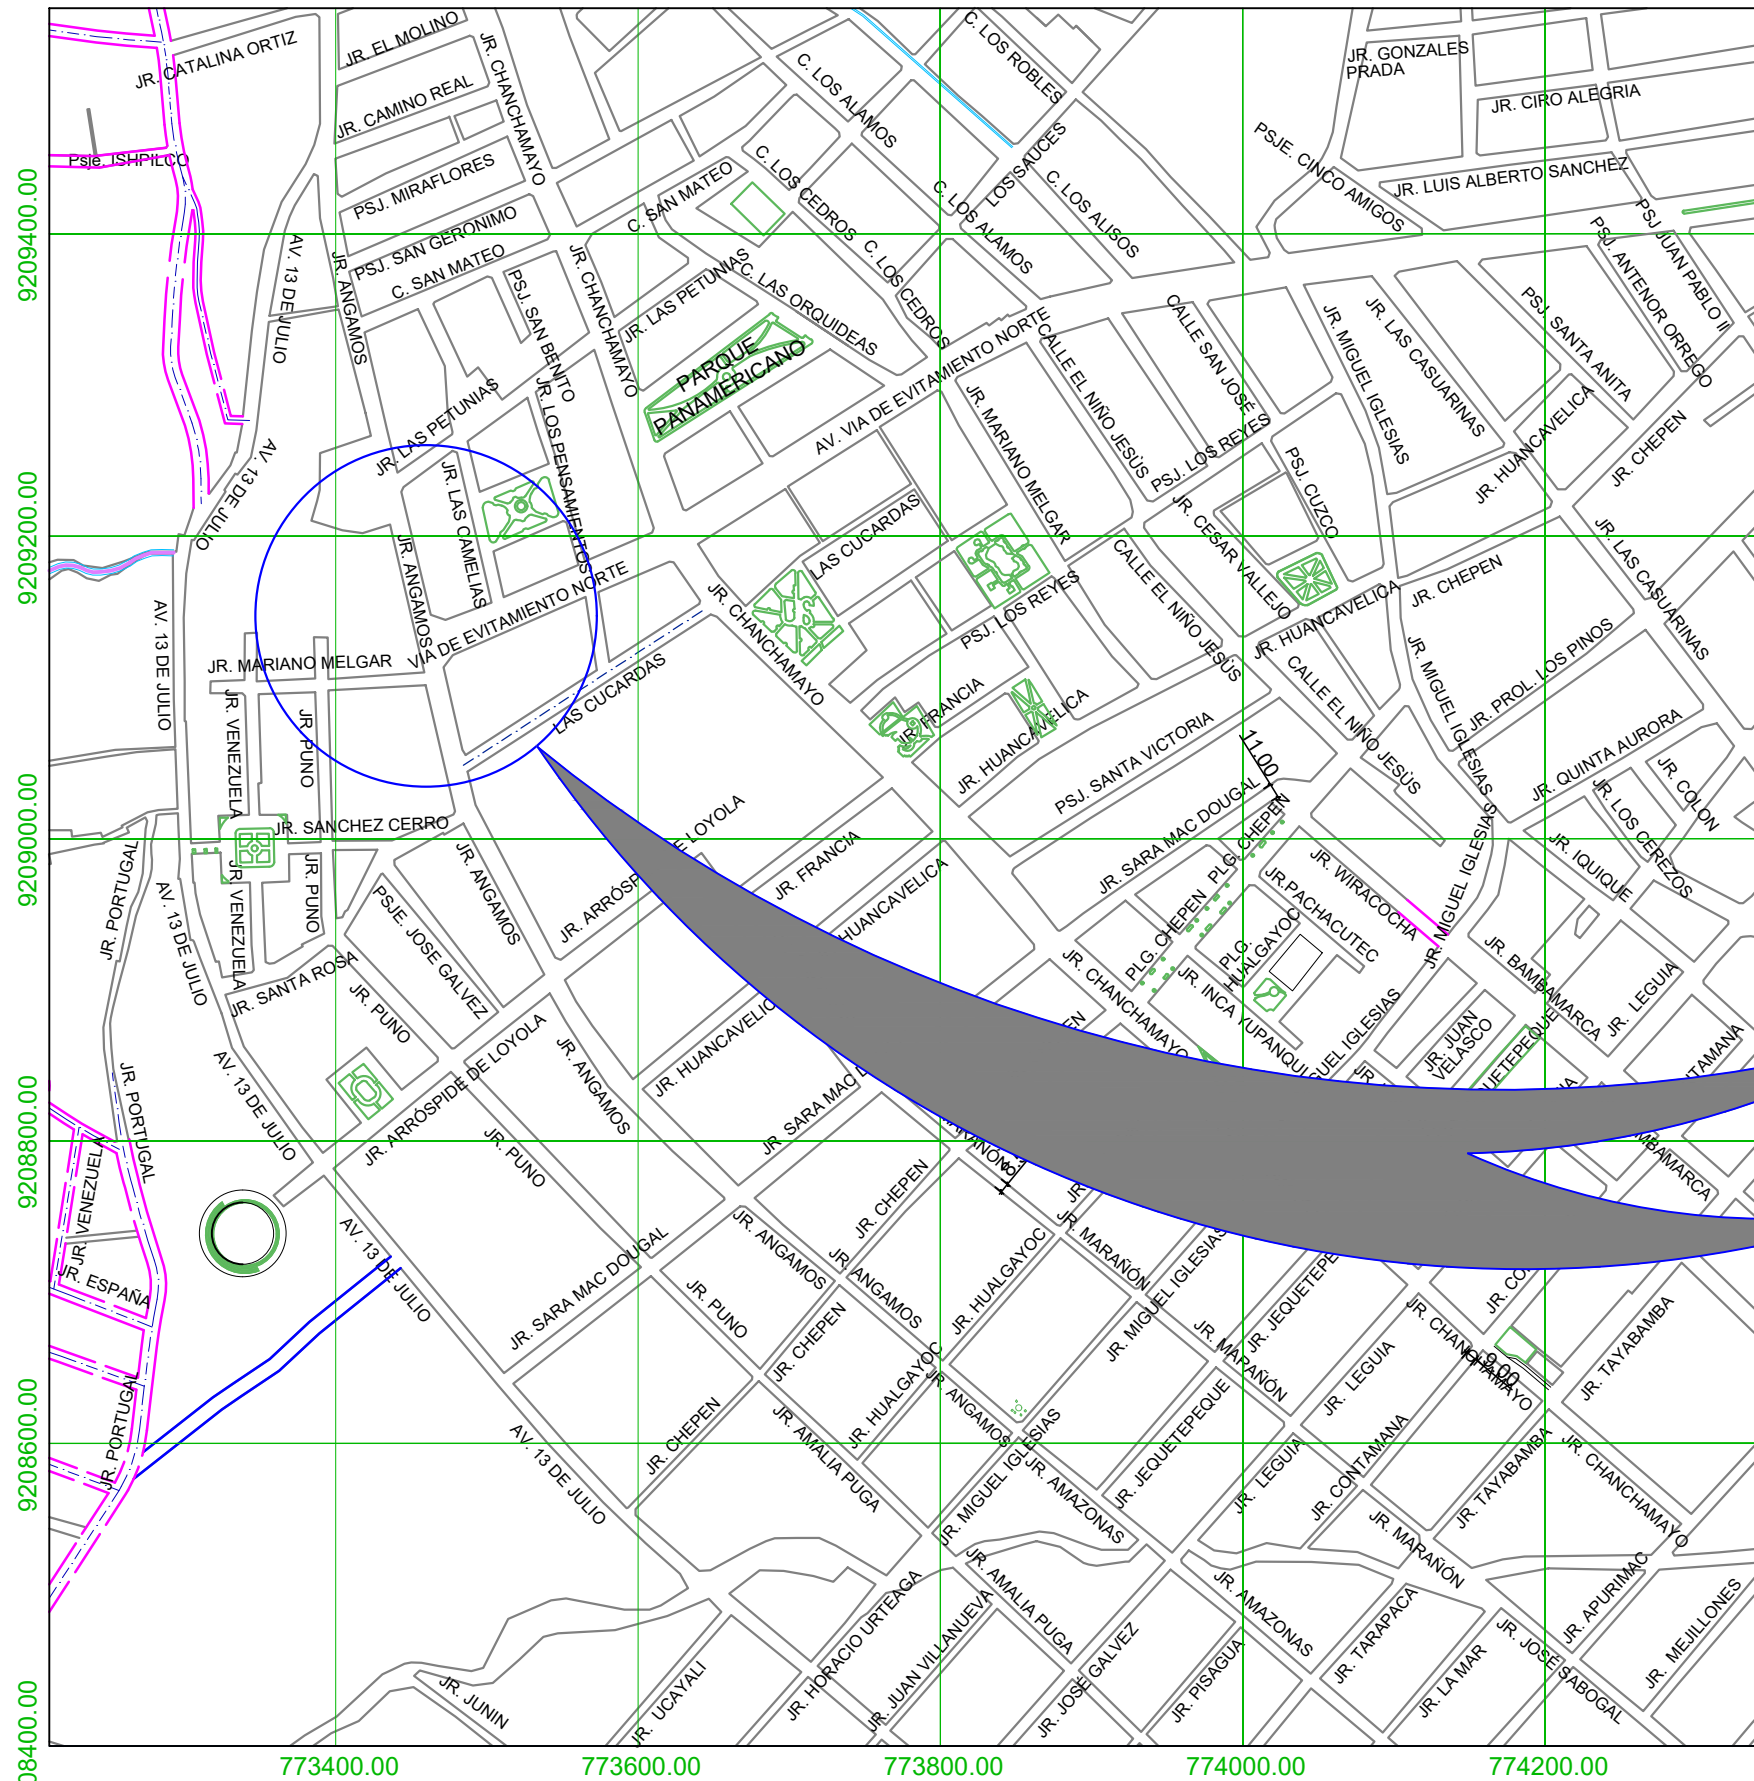 JR. CATALINA ORTIZ
JR. EL MOLINO
JR. CHANCHAMAYO
C. LOS ALAMOS
C. LOS ROBLES
JR. GONZALES
PRADA
JR. CAMINO REAL
JR. CIRO ALEGRIA
PSJE. CINCO AMIGOS
Psje. ISHPILCO
PSJ. MIRAFLORES
C. LOS CEDROS
LOS SAUCES
C. LOS ALISOS
JR. LUIS ALBERTO SANCHEZ
C. SAN MATEO
C. LOS ALAMOS
PSJ. SAN GERONIMO
PSJ JUAN PABLO II
PSJ. ANTENOR ORREGO
9209400.00
AV. 13 DE JULIO
JR. ANGAMOS
C. SAN MATEO
PSJ. SAN BENITO
JR. CHANCHAMAYO
JR. LAS PETUNIAS
C. LAS ORQUIDEAS
C. LOS CEDROS
CALLE SAN JOSÉ
JR. MIGUEL IGLESIAS
JR. LAS CASUARINAS
PSJ. SANTA ANITA
PARQUE
PANAMERICANO
AV. VIA DE EVITAMIENTO NORTE
CALLE EL NIÑO JESÙS
JR. LAS PETUNIAS
JR. LOS PENSAMIENTOS
JR. MARIANO MELGAR
PSJ. LOS REYES
JR. HUANCAVELICA
JR. CHEPEN
AV. 13 DE JULIO
JR. LAS CAMELIAS
PSJ. CUZCO
9209200.00
JR. ANGAMOS
LAS CUCARDAS
JR. CESAR VALLEJO
CALLE EL NIÑO JESÙS
JR. LAS CASUARINAS
JR. CHEPEN
VIA DE EVITAMIENTO NORTE
PSJ. LOS REYES
JR. HUANCAVELICA
AV. 13 DE JULIO
JR. MARIANO MELGAR
JR. CHANCHAMAYO
JR. MIGUEL IGLESIAS
JR. PROL. LOS PINOS
JR. VENEZUELA
JR. PUNO
LAS CUCARDAS
JR. FRANCIA
JR. HUANCAVELICA
CALLE EL NIÑO JESÙS
PSJ. SANTA VICTORIA
11.00
JR. QUINTA AURORA
JR. COLON
JR. LOS CEREZOS
9209000.00
JR. SANCHEZ CERRO
JR. SARA MAC DOUGAL
PLG. CHEPEN
JR. MIGUEL IGLESIAS
JR. IQUIQUE
JR. PORTUGAL
JR. VENEZUELA
JR. PUNO
JR. ANGAMOS
JR. FRANCIA
HUANCAVELICA
JR. WIRACOCHA
JR.PACHACUTEC
AV. 13 DE JULIO
PSJE. JOSE GALVEZ
PLG. CHEPEN
PLG.
HUALGAYOC
JR. SANTA ROSA
JR. PUNO
JR. CHANCHAMAYO
JR. INCA YUPANQUI
JR. BAMBAMARCA
JR. LEGUIA
JR. JUAN
VELASCO
AV. 13 DE JULIO
JR. PORTUGAL
JR. ARRÓSPIDE DE LOYOLA
JR. ANGAMOS
9208800.00
JR. VENEZUELA
JR. PUNO
JR. CHEPEN
JR. ESPAÑA
AV. 13 DE JULIO
JR. SARA MAC DOUGAL
JR. ANGAMOS
JR. ANGAMOS
JR. HUALGAYOC
JR. MARAÑÓN
JR. MIGUEL IGLESIAS
JR. PUNO
JR. CHEPEN
JR. MARAÑÓN
JR. LEGUIA
JR. CHANCHAMAYO
9.00
JR. TAYABAMBA
9208600.00
JR. PORTUGAL
AV. 13 DE JULIO
JR. CHEPEN
JR. AMALIA PUGA
JR. HUALGAYOC
JR. ANGAMOS
JR. MIGUEL IGLESIAS
JR. AMAZONAS
JR. JEQUETEPEQUE
JR. LEGUIA
JR. CONTAMANA
JR. TAYABAMBA
JR. CHANCHAMAYO
JR. MARAÑÓN
JR. AMALIA PUGA
JR. AMAZONAS
JR. TARAPACA
JR. APURIMAC
JR. MEJILLONES
JR. JUNIN
JR. UCAYALI
JR. HORACIO URTEAGA
JR. JUAN VILLANUEVA
JR. JOSÉ GALVEZ
JR. PISAGUA
JR. LA MAR
JR. JOSÉ SABOGAL
08400.00
773400.00
773600.00
773800.00
774000.00
774200.00